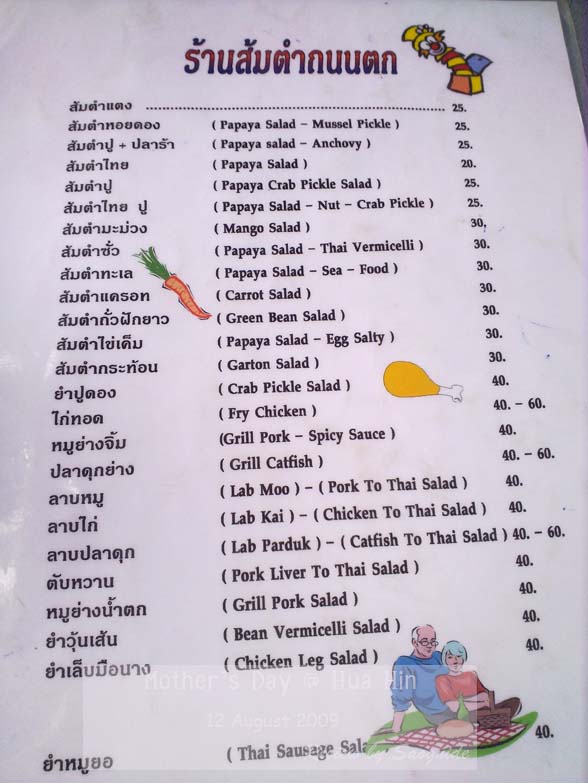 ร้านส้มตำถนนตก
ส้มตำแตง ........................................................ 25.
ส้มตำหอยดอง ( Papaya Salad - Mussel Pickle ) 25.
ส้มตำปู + ปลาร้า ( Papaya salad - Anchovy ) 25.
ส้มตำไทย ( Papaya Salad ) 20.
ส้มตำปู ( Papaya Crab Pickle Salad ) 25.
ส้มตำไทย ปู ( Papaya Salad - Nut - Crab Pickle ) 25.
ส้มตำมะม่วง ( Mango Salad ) 30.
ส้มตำซั่ว ( Papaya Salad - Thai Vermicelli ) 30.
ส้มตำทะเล ( Papaya Salad - Sea - Food ) 30.
ส้มตำแครอท ( Carrot Salad ) 30.
ส้มตำถั่วฝักยาว ( Green Bean Salad ) 30.
ส้มตำไข่เค็ม ( Papaya Salad - Egg Salty ) 30.
ส้มตำกระท้อน ( Garton Salad ) 30.
ยำปูดอง ( Crab Pickle Salad ) 40.
ไก่ทอด ( Fry Chicken ) 40. - 60.
หมูย่างจิ้ม (Grill Pork - Spicy Sauce ) 40.
ปลาดุกย่าง ( Grill Catfish ) 40. - 60.
ลาบหมู ( Lab Moo ) - ( Pork To Thai Salad ) 40.
ลาบไก่ ( Lab Kai ) - ( Chicken To Thai Salad ) 40.
ลาบปลาดุก ( Lab Parduk ) - ( Catfish To Thai Salad ) 40. - 60.
ตับหวาน ( Pork Liver To Thai Salad ) 40.
หมูย่างน้ำตก ( Grill Pork Salad ) 40.
ยำวุ้นเส้น ( Bean Vermicelli Salad ) 40.
ยำเล็บมือนาง ( Chicken Leg Salad ) 40.
Mother's Day @ Hua Hin
12 August 2009
ยำหมูยอ ( Thai Sausage Sala 40.